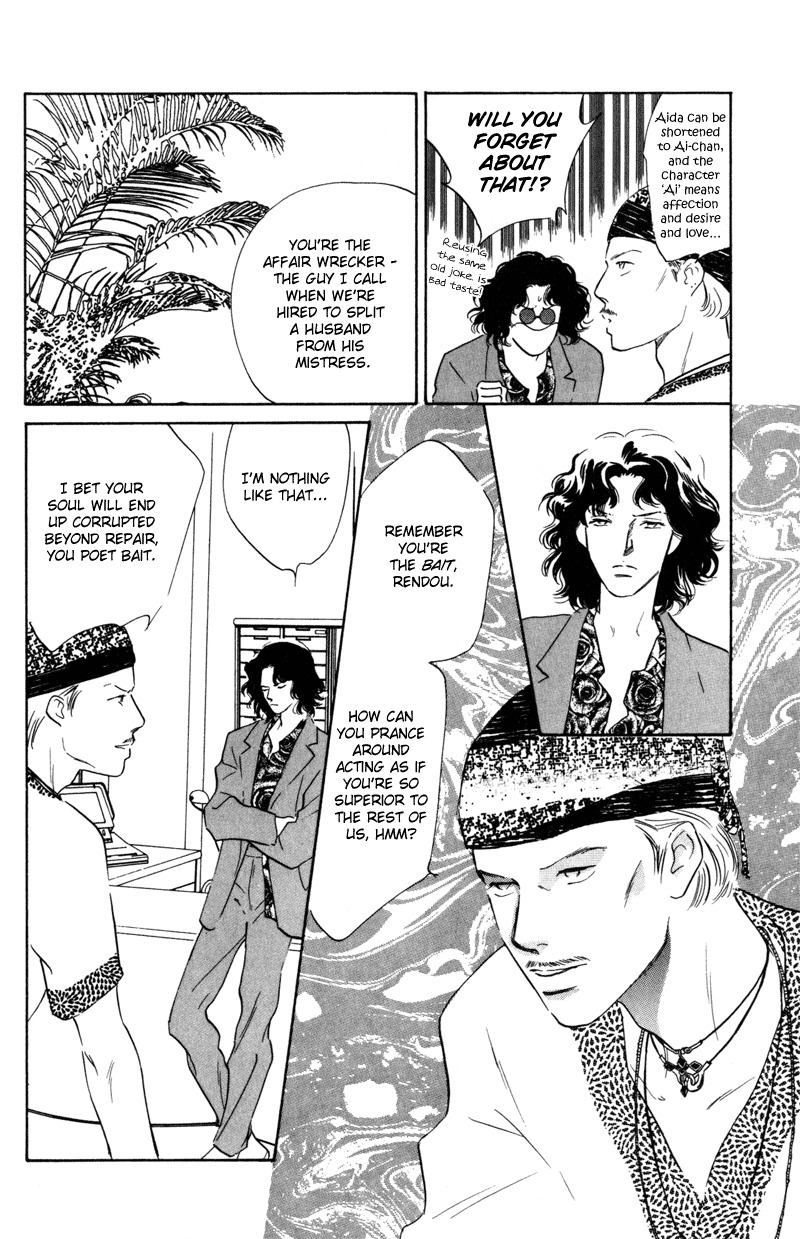 Aida can be
shortened
to Ai-chan,
and the
character
'Ai' means
affection
and desire
and love...
WILL YOU
FORGET
ABOUT
THAT!?
Reusing
the same
old joke is
bad taste!
YOU'RE THE
AFFAIR WRECKER -
THE GUY I CALL
WHEN WE'RE
HIRED TO SPLIT
A HUSBAND
FROM HIS
MISTRESS.
REMEMBER
YOU'RE
THE BAIT,
RENDOU.
HOW CAN
YOU PRANCE
AROUND
ACTING AS IF
YOU'RE SO
SUPERIOR TO
THE REST OF
US, HMM?
I'M NOTHING
LIKE THAT...
I BET YOUR
SOUL WILL END
UP CORRUPTED
BEYOND REPAIR,
YOU POET BAIT.